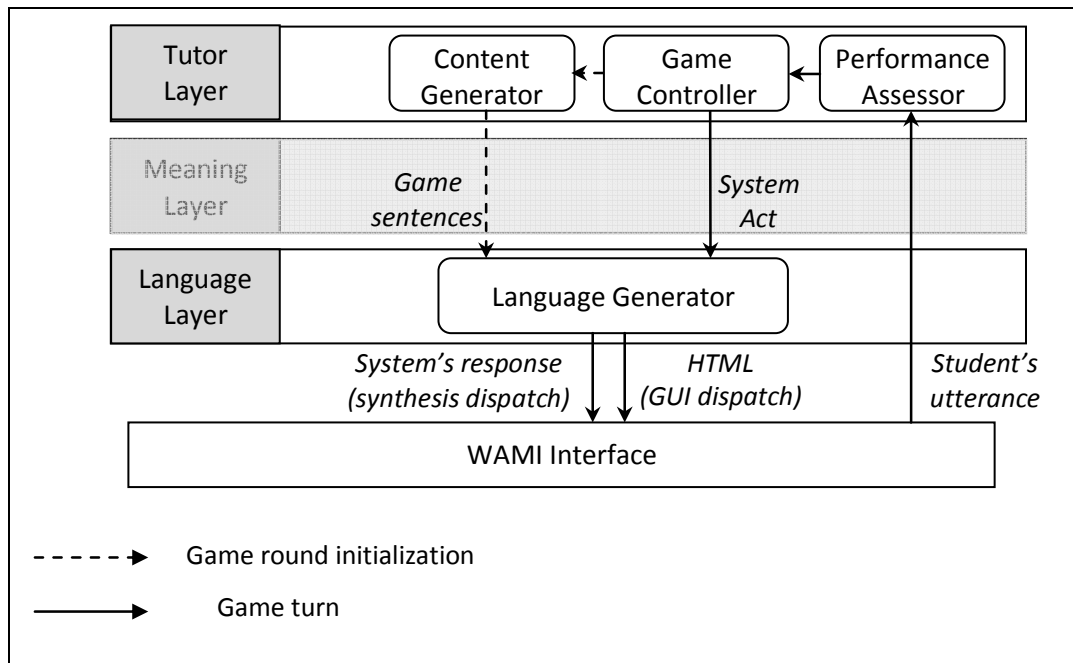 Tutor
Layer
Content
Generator
Game
Controller
Performance
Assessor
Meaning
Layer
Game
sentences
System
Act
Language
Layer
Language Generator
System’s response
(synthesis dispatch)
HTML
(GUI dispatch)
Student’s
utterance
WAMI Interface
Game round initialization
Game turn